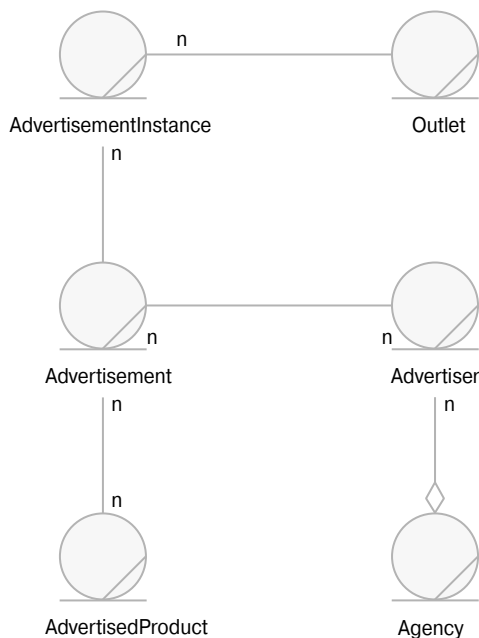 n
AdvertisementInstance Outlet
n
n n
Advertisement Advertiser
n n
n
AdvertisedProduct Agency